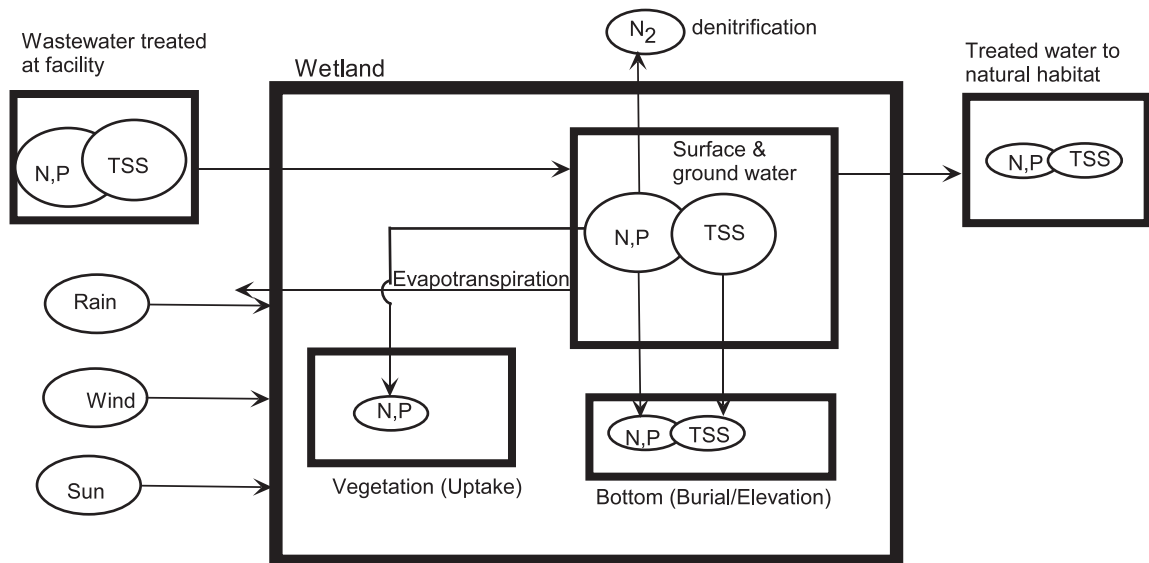 N2
denitrification
Wastewater treated
at facility
Treated water to
natural habitat
Wetland
N,P
TSS
Surface &
ground water
N,P
TSS
N,P
TSS
Evapotranspiration
Rain
Wind
Sun
N,P
Vegetation (Uptake)
N,P
TSS
Bottom (Burial/Elevation)